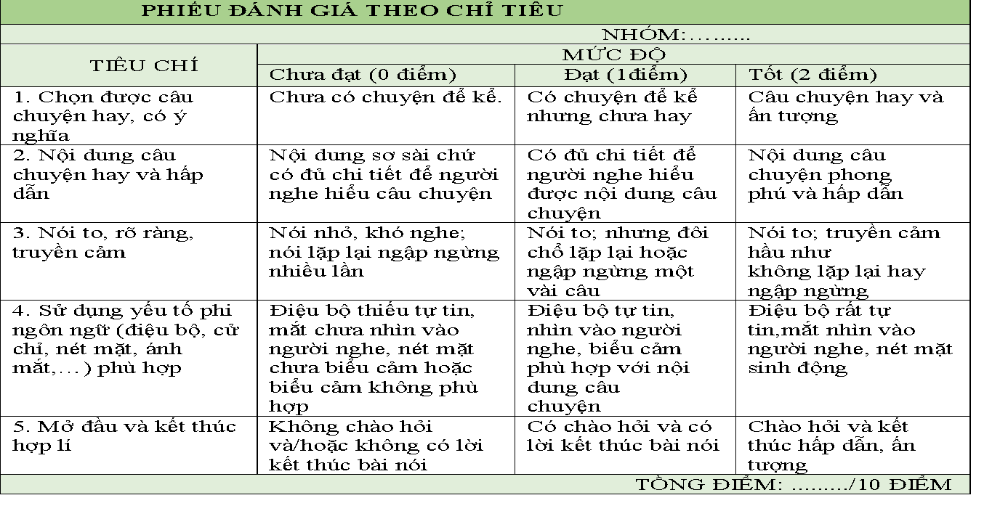 PHIẾU ĐÁNH GIÁ THEO CHỈ TIÊU
NHÓM:.........
TIÊU CHÍ
MỨC ĐỘ
Chưa đạt (0 điểm)
Đạt (1điểm)
Tốt (2 điểm)
1. Chọn được câu
chuyện hay, có ý
nghĩa
Chưa có chuyện để kể.
Có chuyện để kể
nhưng chưa hay
Câu chuyện hay và
ấn tượng
2. Nội dung câu
chuyện hay và hấp
dẫn
Nội dung sơ sài chứ
có đủ chi tiết để người
nghe hiểu câu chuyện
Có đủ chi tiết để
người nghe hiểu
được nội dung câu
chuyện
Nội dung câu
chuyện phong
phú và hấp dẫn
3. Nói to, rõ ràng,
truyền cảm
Nói nhỏ, khó nghe;
nói lặp lại ngập ngừng
nhiều lần
Nói to; nhưng đôi
chổ lặp lại hoặc
ngập ngừng một
vài câu
Nói to; truyền cảm
hầu như
không lặp lại hay
ngập ngừng
4. Sử dụng yếu tố phi
ngôn ngữ (điệu bộ, cử
chỉ, nét mặt, ánh
mắt,…) phù hợp
Điệu bộ thiếu tự tin,
mắt chưa nhìn vào
người nghe, nét mặt
chưa biểu cảm hoặc
biểu cảm không phù
hợp
Điệu bộ tự tin,
nhìn vào người
nghe, biểu cảm
phù hợp với nội
dung câu
chuyện
Điệu bộ rất tự
tin,mắt nhìn vào
người nghe, nét mặt
sinh động
5. Mở đầu và kết thúc
hợp lí
Không chào hỏi
và/hoặc không có lời
kết thúc bài nói
Có chào hỏi và có
lời kết thúc bài nói
Chào hỏi và kết
thúc hấp dẫn, ấn
tượng
TỒNG ĐIỂM: ........./10 ĐIỂM